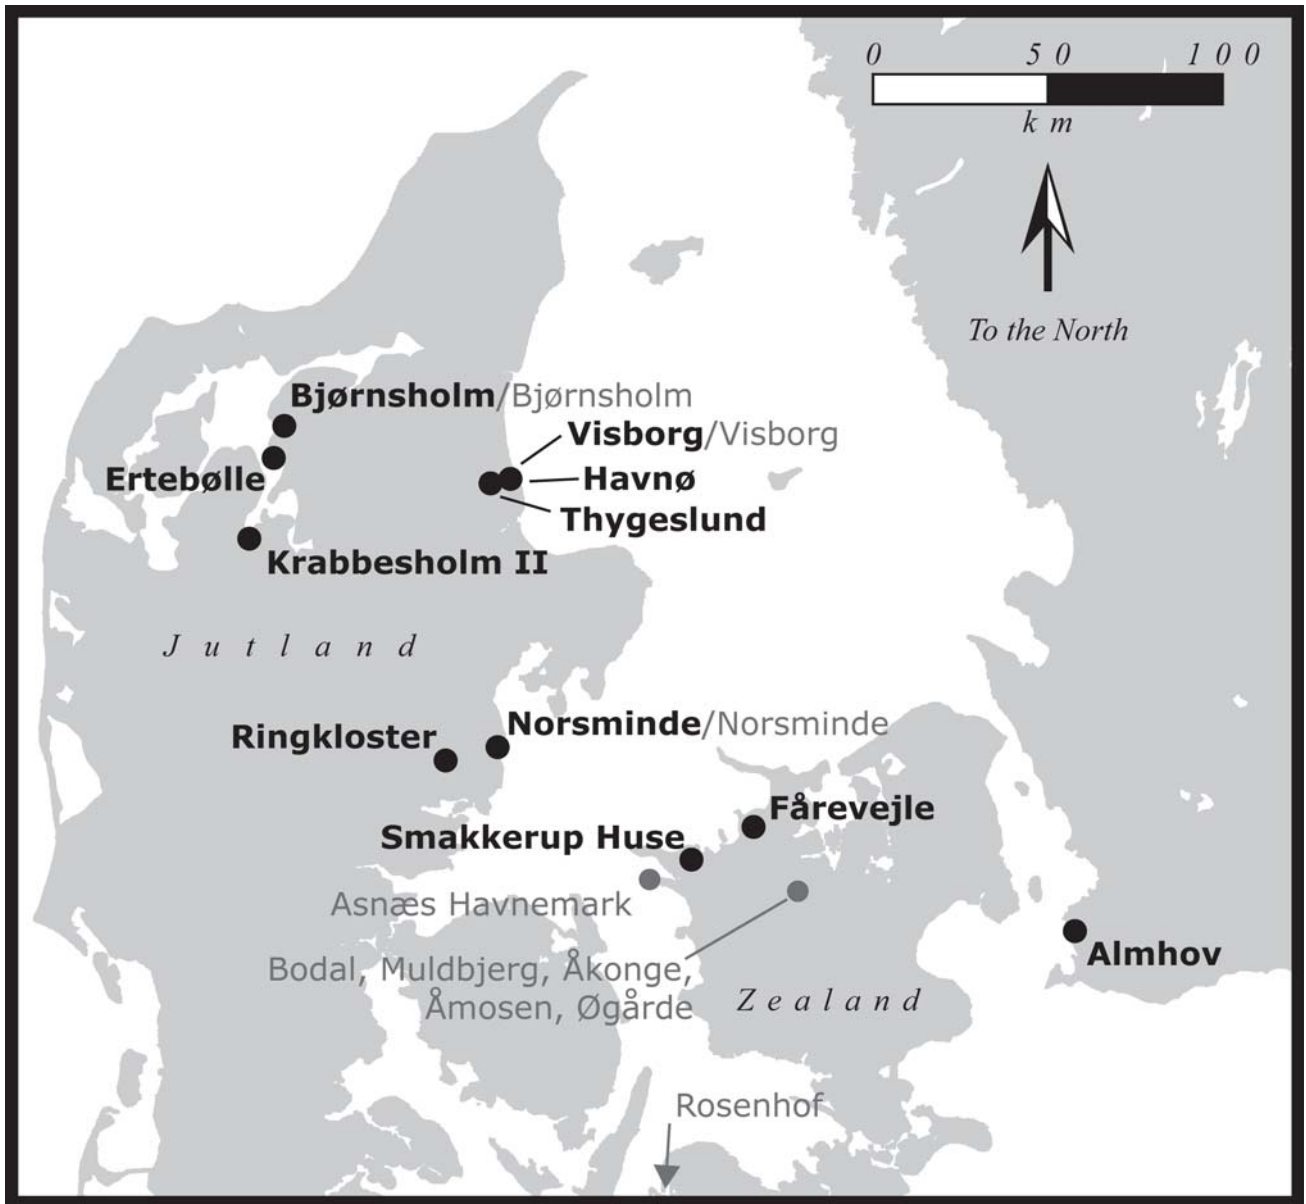 0 50 100
km
To the North
Bjørnsholm/Bjørnsholm
Visborg/Visborg
Ertebølle
Havnø
Thygeslund
Krabbesholm II
Jutland
Norsminde/Norsminde
Ringkloster
Fårevejle
Smakkerup Huse
Asnæs Havnemark
Almhov
Bodal, Muldbjerg, Åkonge,
Åmosen, Øgårde
Zealand
Rosenhof